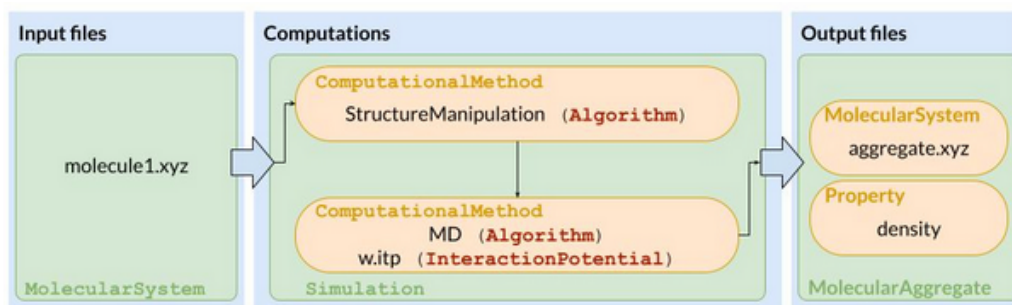 Input files
molecule1.xyz
MolecularSystem
Computations
ComputationalMethod
StructureManipulation (Algorithm)
ComputationalMethod
MD (Algorithm)
w.itp (InteractionPotential)
Simulation
Output files
MolecularSystem
aggregate.xyz
Property
density
MolecularAggregate